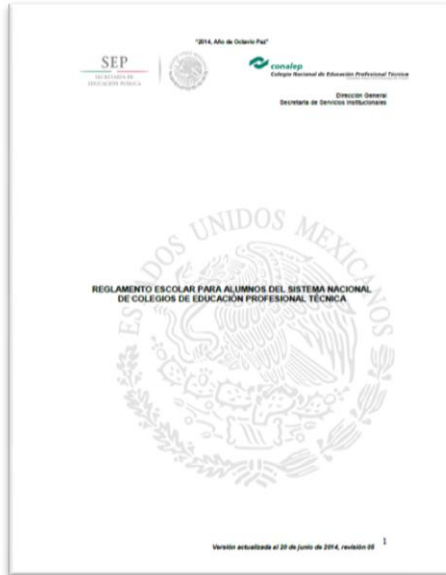 "2014, Año de Octavio Paz"
SEP
SECRETARÍA DE
EDUCACIÓN PÚBLICA
conalep
Colegio Nacional de Educación Profesional Técnica
Dirección General
Secretaría de Servicios Institucionales
ESTADOS UNIDOS MEXICANOS
REGLAMENTO ESCOLAR PARA ALUMNOS DEL SISTEMA NACIONAL
DE COLEGIOS DE EDUCACIÓN PROFESIONAL TÉCNICA
Versión actualizada al 20 de junio de 2014, revisión 05
1